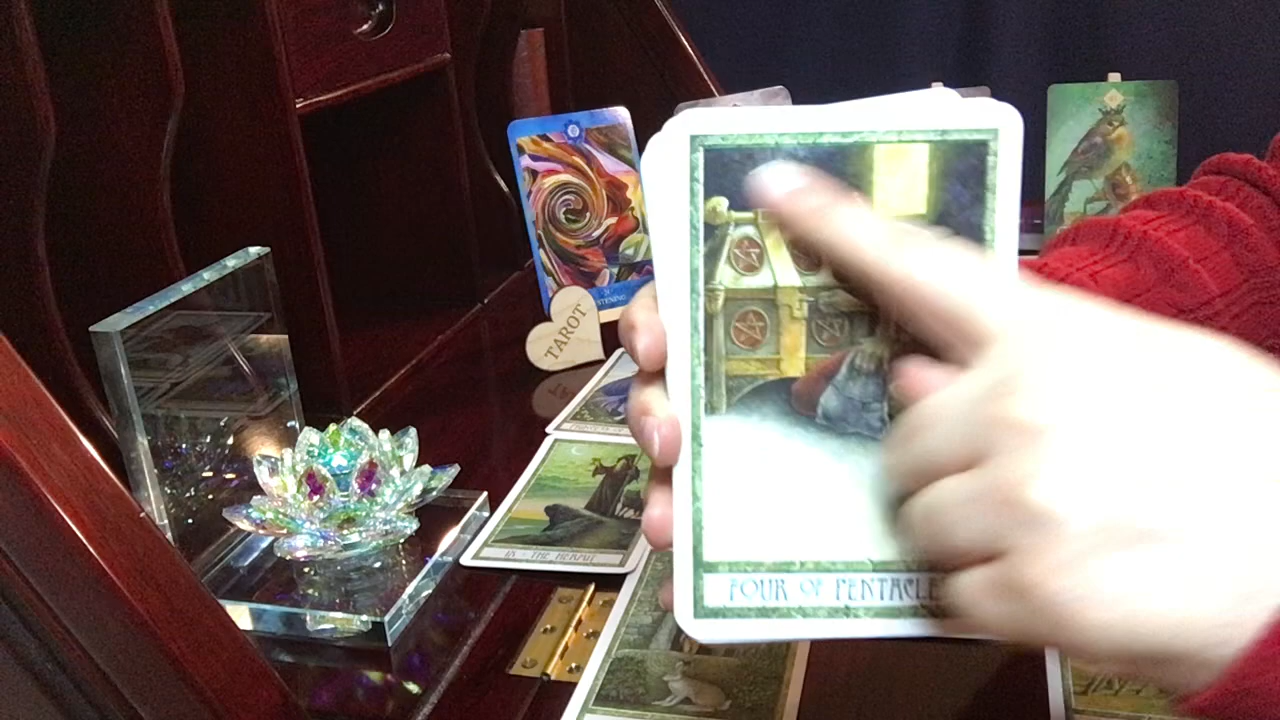 TAROT
IX · THE HERMIT
FOUR OF PENTACLE